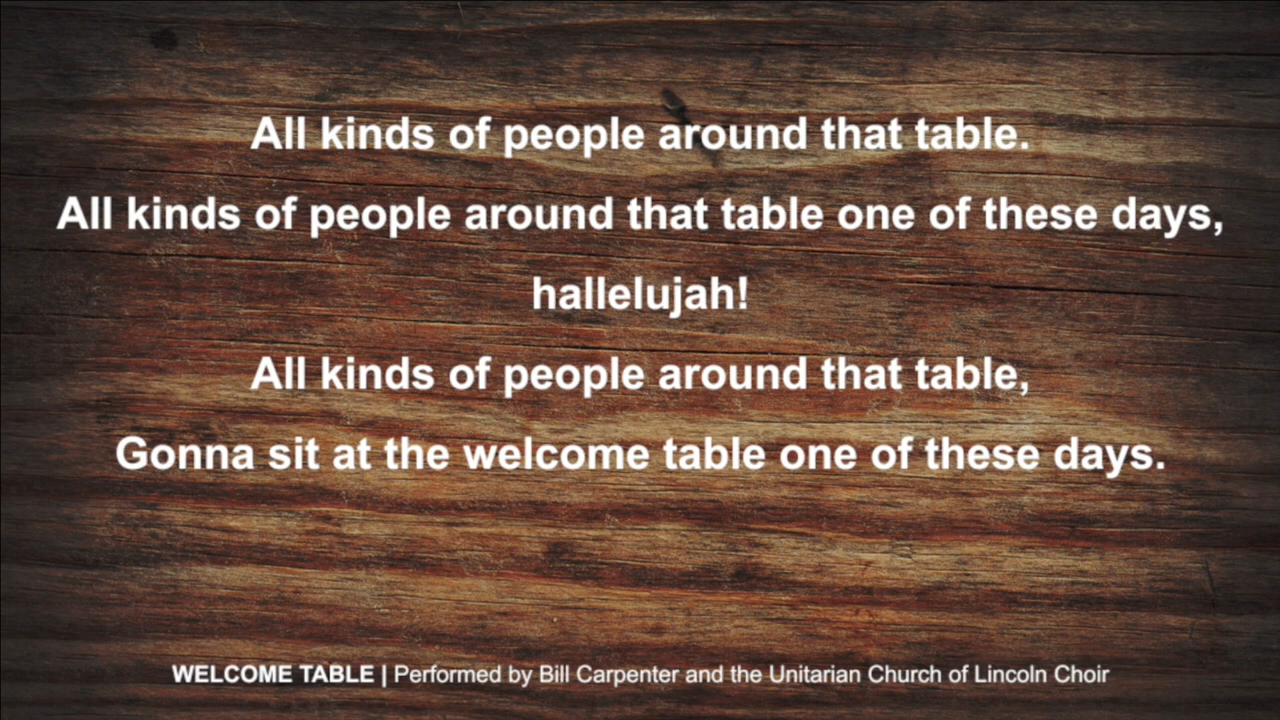 All kinds of people around that table.
All kinds of people around that table one of these days,
hallelujah!
All kinds of people around that table,
Gonna sit at the welcome table one of these days.
WELCOME TABLE | Performed by Bill Carpenter and the Unitarian Church of Lincoln Choir